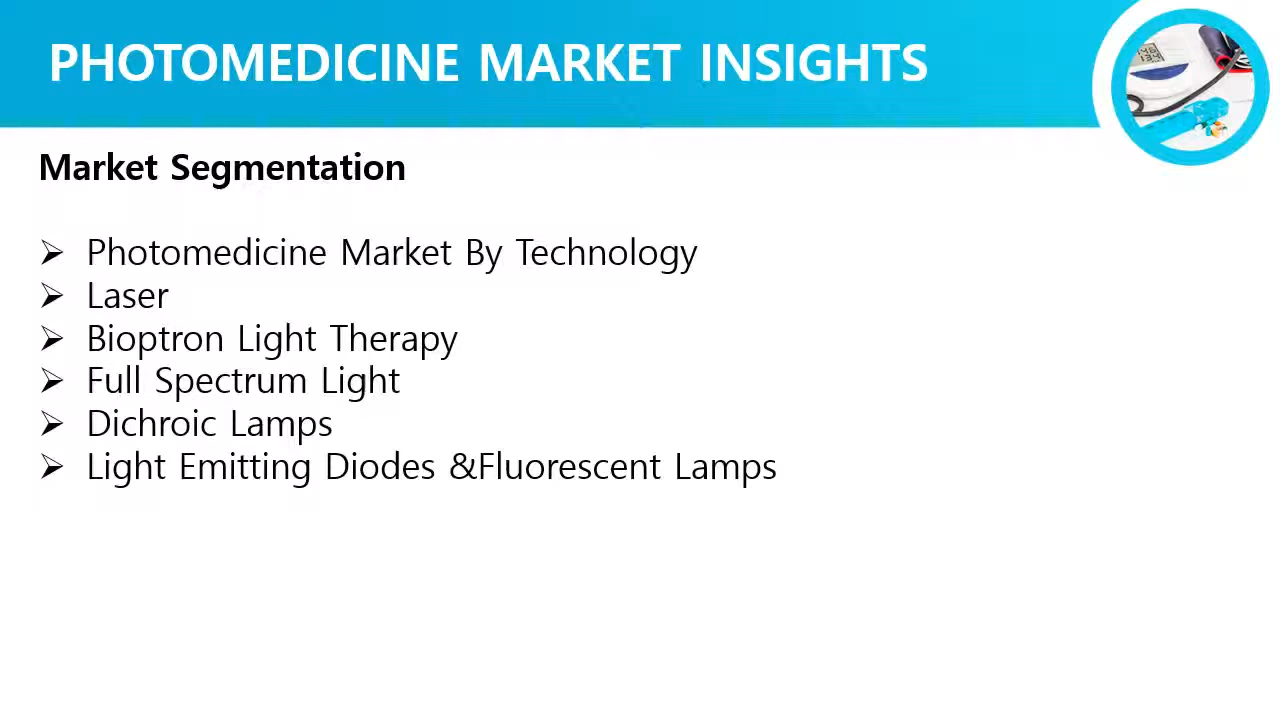 PHOTOMEDICINE MARKET INSIGHTS
Market Segmentation
➢ Photomedicine Market By Technology
➢ Laser
➢ Bioptron Light Therapy
➢ Full Spectrum Light
➢ Dichroic Lamps
➢ Light Emitting Diodes &Fluorescent Lamps